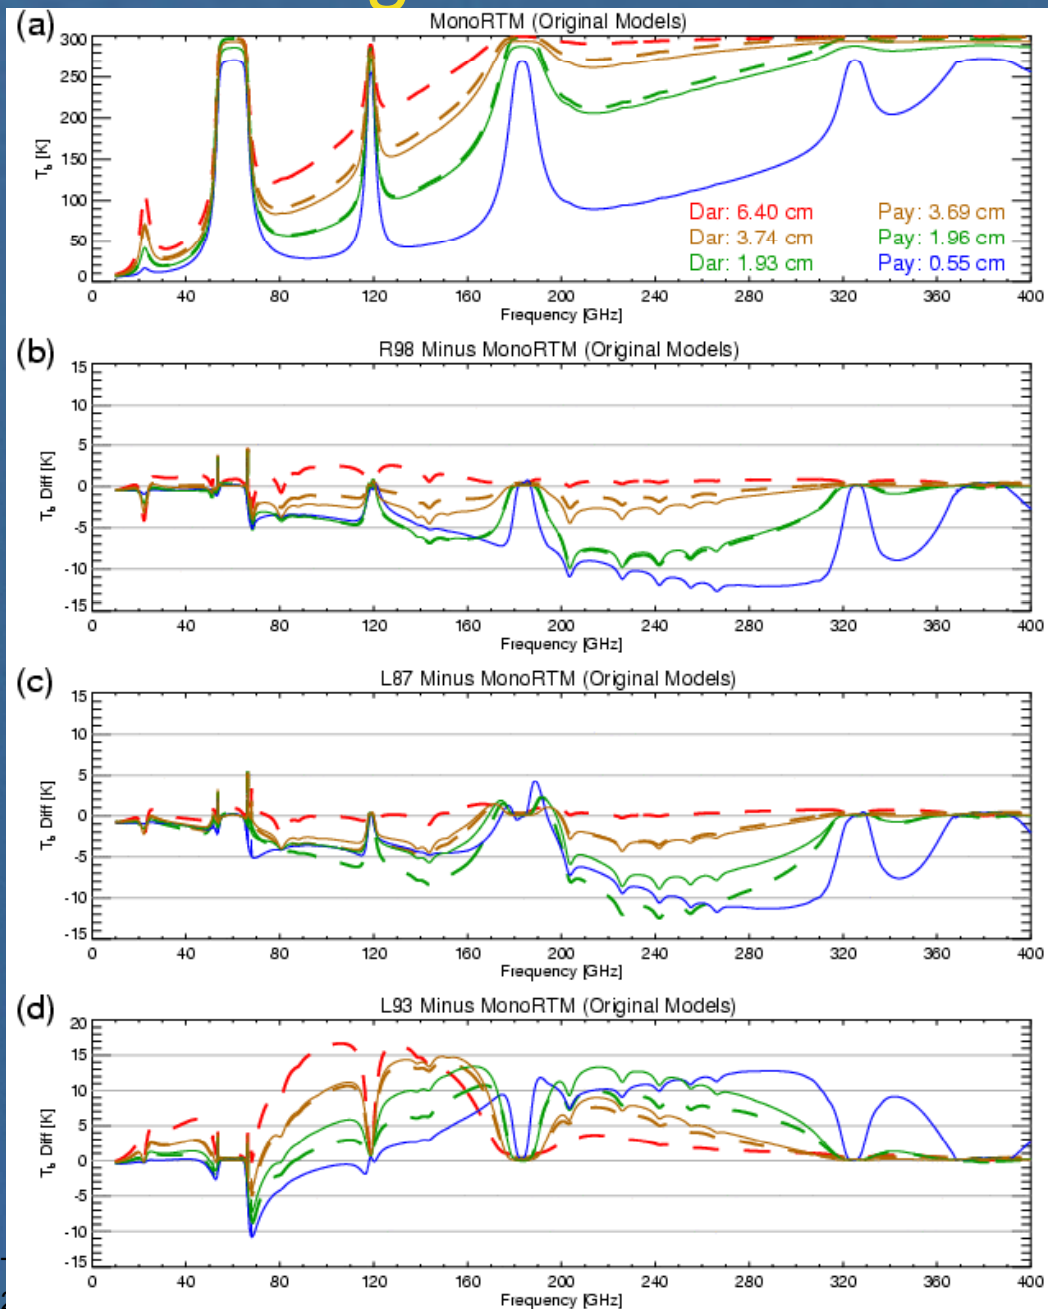 g
(a)
MonoRTM (Original Models)
300
250
200
150
100
50
0
T_b [K]
Dar: 6.40 cm Pay: 3.69 cm
Dar: 3.74 cm Pay: 1.96 cm
Dar: 1.93 cm Pay: 0.55 cm
0 40 80 120 160 200 240 280 320 360 400
Frequency [GHz]
(b)
R98 Minus MonoRTM (Original Models)
15
10
5
0
-5
-10
-15
T_b Diff [K]
0 40 80 120 160 200 240 280 320 360 400
Frequency [GHz]
(c)
L87 Minus MonoRTM (Original Models)
15
10
5
0
-5
-10
-15
T_b Diff [K]
0 40 80 120 160 200 240 280 320 360 400
Frequency [GHz]
(d)
L93 Minus MonoRTM (Original Models)
20
15
10
5
0
-5
-10
-15
T_b Diff [K]
0 40 80 120 160 200 240 280 320 360 400
Frequency [GHz]